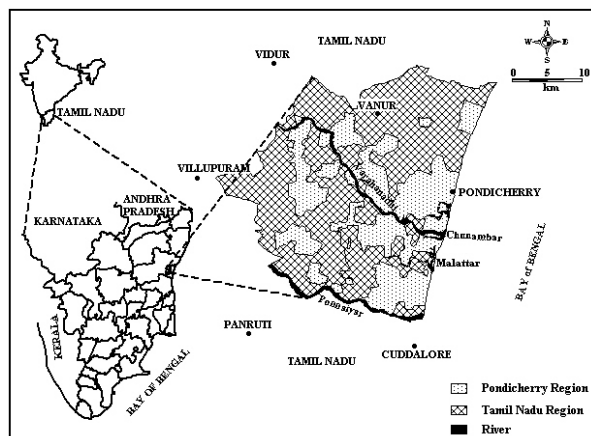 TAMIL NADU
VIDUR
N
W E
S
0 5 10
km
TAMIL NADU
VANUR
VILLUPURAM
ANDHRA
PRADESH
KARNATAKA
PONDICHERRY
Chunambar
Malattar
BAY of BENGAL
Ponnaiyar
KERALA
PANRUTI
TAMIL NADU
CUDDALORE
BAY OF BENGAL
Pondicherry Region
Tamil Nadu Region
River